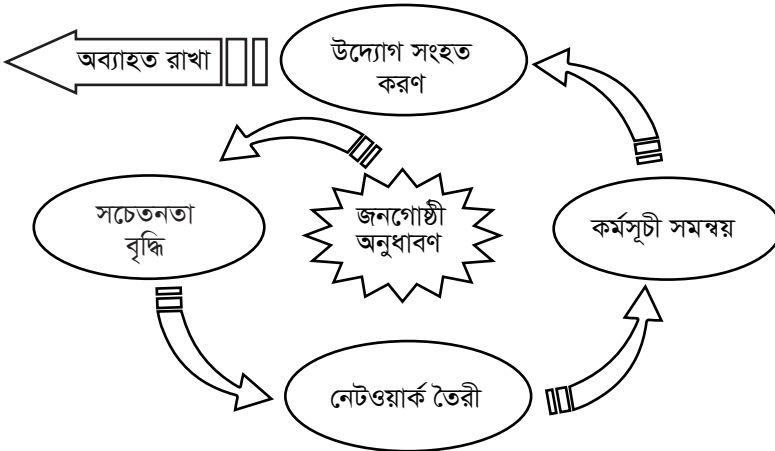 অব্যাহত রাখা
উদ্যোগ সংহত
করণ
সচেতনতা
বৃদ্ধি
জনগোষ্ঠী
অনুধাবণ
কর্মসূচী সমন্বয়
নেটওয়ার্ক তৈরী